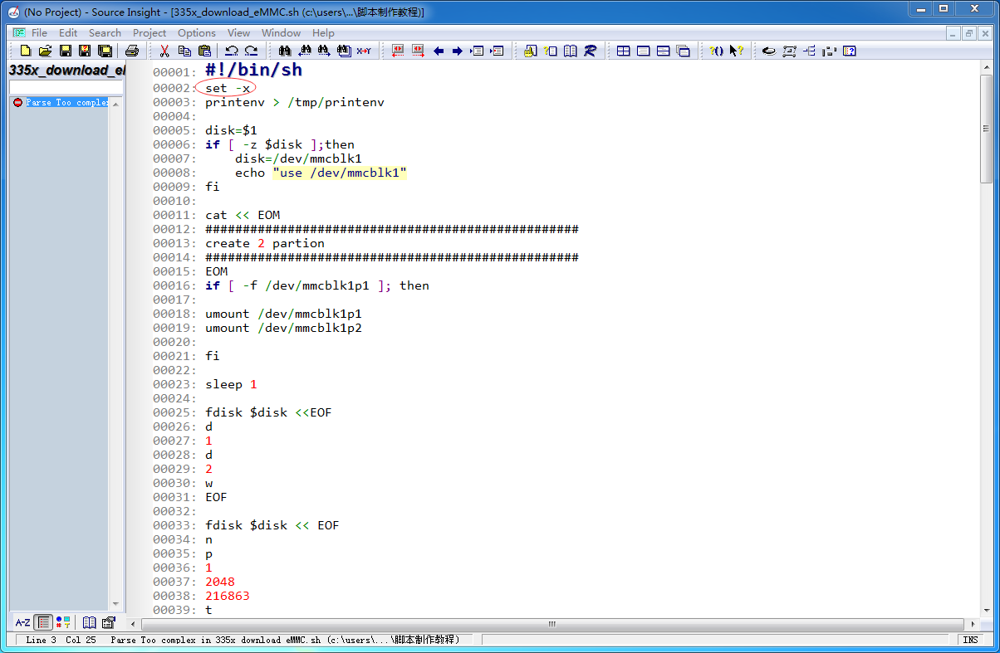 (No Project) - Source Insight - [335x_download_eMMC.sh (c:\users\...\脚本制作教程)]
File Edit Search Project Options View Window Help
335x_download_el
Parse Too complex
00001: #!/bin/sh
00002: set -x
00003: printenv > /tmp/printenv
00004:
00005: disk=$1
00006: if [ -z $disk ];then
00007: disk=/dev/mmcblk1
00008: echo "use /dev/mmcblk1"
00009: fi
00010:
00011: cat << EOM
00012: ##################################################
00013: create 2 partion
00014: ##################################################
00015: EOM
00016: if [ -f /dev/mmcblk1p1 ]; then
00017:
00018: umount /dev/mmcblk1p1
00019: umount /dev/mmcblk1p2
00020:
00021: fi
00022:
00023: sleep 1
00024:
00025: fdisk $disk <<EOF
00026: d
00027: 1
00028: d
00029: 2
00030: w
00031: EOF
00032:
00033: fdisk $disk << EOF
00034: n
00035: p
00036: 1
00037: 2048
00038: 216863
00039: t
A-Z
Line 3 Col 25 Parse Too complex in 335x_download_eMMC.sh (c:\users\...\脚本制作教程) INS